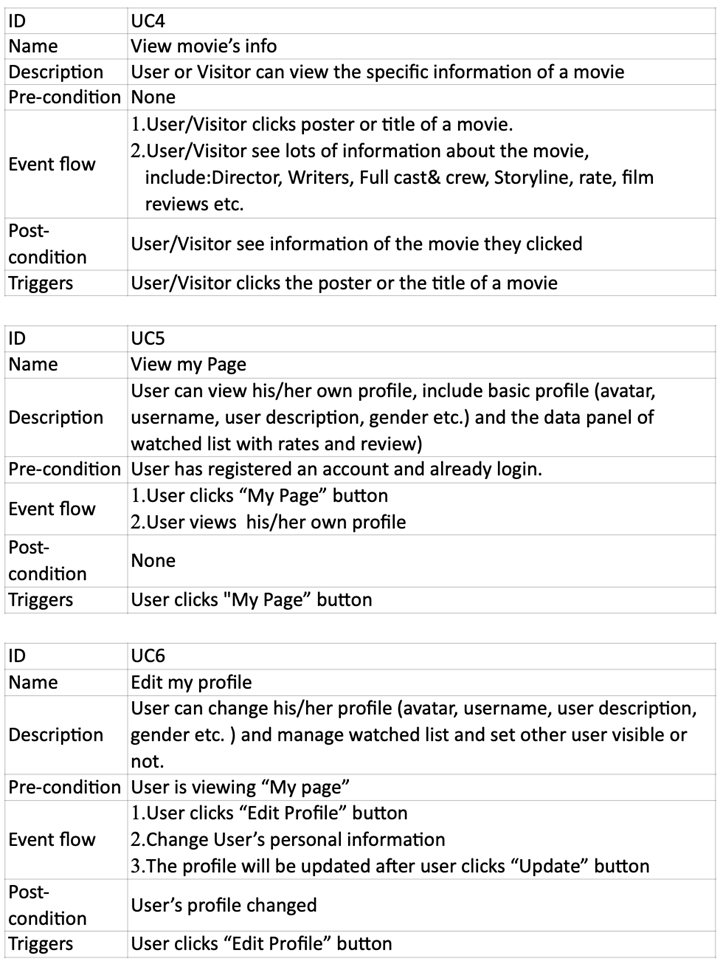 ID UC4
Name View movie’s info
Description User or Visitor can view the specific information of a movie
Pre-condition None
Event flow
1.User/Visitor clicks poster or title of a movie.
2.User/Visitor see lots of information about the movie,
include:Director, Writers, Full cast& crew, Storyline, rate, film
reviews etc.
Post-
condition
User/Visitor see information of the movie they clicked
Triggers User/Visitor clicks the poster or the title of a movie
ID UC5
Name View my Page
Description
User can view his/her own profile, include basic profile (avatar,
username, user description, gender etc.) and the data panel of
watched list with rates and review)
Pre-condition User has registered an account and already login.
Event flow
1.User clicks “My Page” button
2.User views  his/her own profile
Post-
condition
None
Triggers User clicks "My Page” button
ID UC6
Name Edit my profile
Description
User can change his/her profile (avatar, username, user description,
gender etc. ) and manage watched list and set other user visible or
not.
Pre-condition User is viewing “My page”
Event flow
1.User clicks “Edit Profile” button
2.Change User’s personal information
3.The profile will be updated after user clicks “Update” button
Post-
condition
User’s profile changed
Triggers User clicks “Edit Profile” button